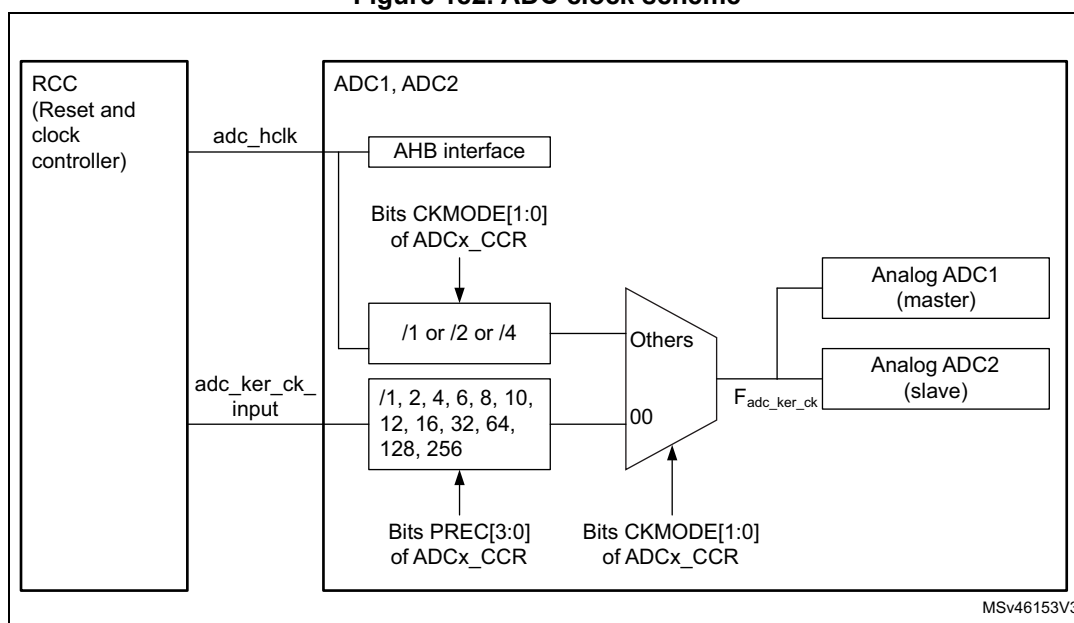 Figure 132. ADC clock scheme
RCC
(Reset and
clock
controller)
ADC1, ADC2
adc_hclk
AHB interface
Bits CKMODE[1:0]
of ADCx_CCR
/1 or /2 or /4
Others
Analog ADC1
(master)
Analog ADC2
(slave)
adc_ker_ck_
input
/1, 2, 4, 6, 8, 10,
12, 16, 32, 64,
128, 256
00
Fadc_ker_ck
Bits PREC[3:0]
of ADCx_CCR
Bits CKMODE[1:0]
of ADCx_CCR
MSv46153V3